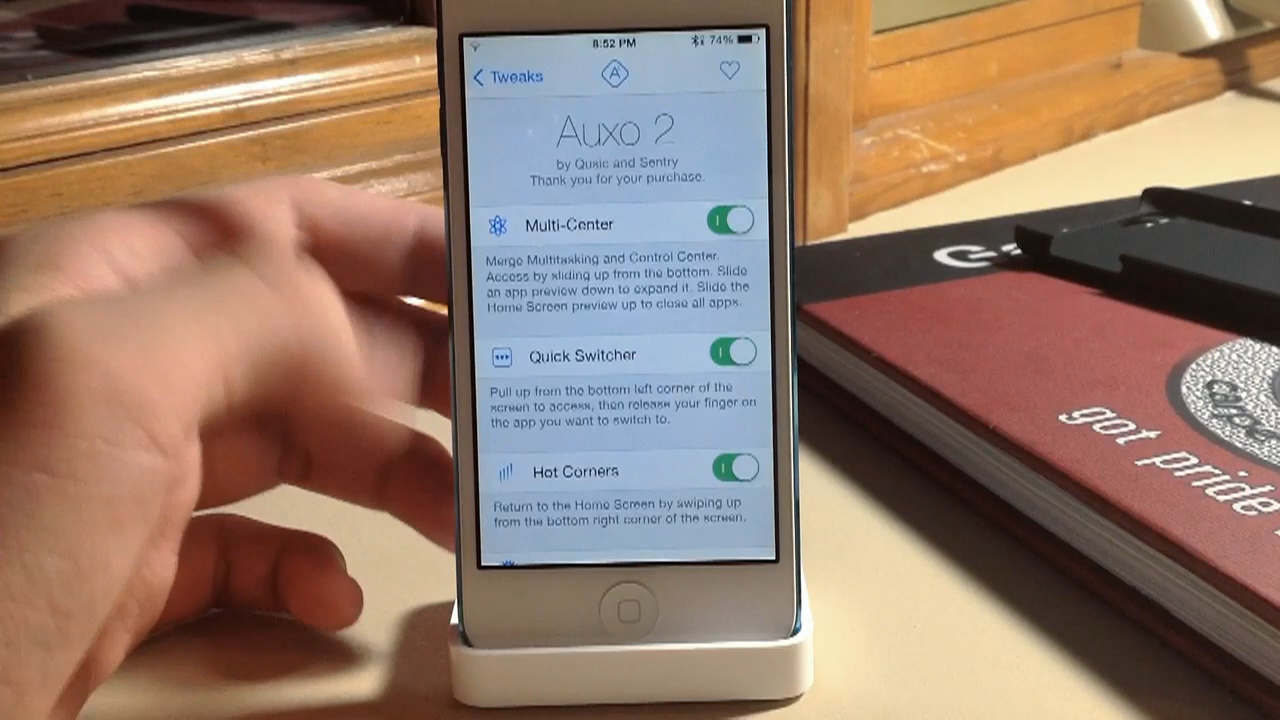 8:52 PM 74%
Tweaks
Auxo 2
by Qusic and Sentry
Thank you for your purchase.
Multi-Center
Merge Multitasking and Control Center.
Access by sliding up from the bottom. Slide
an app preview down to expand it. Slide the
Home Screen preview up to close all apps.
Quick Switcher
Pull up from the bottom left corner of the
screen to access, then release your finger on
the app you want to switch to.
Hot Corners
Return to the Home Screen by swiping up
from the bottom right corner of the screen.
got pride